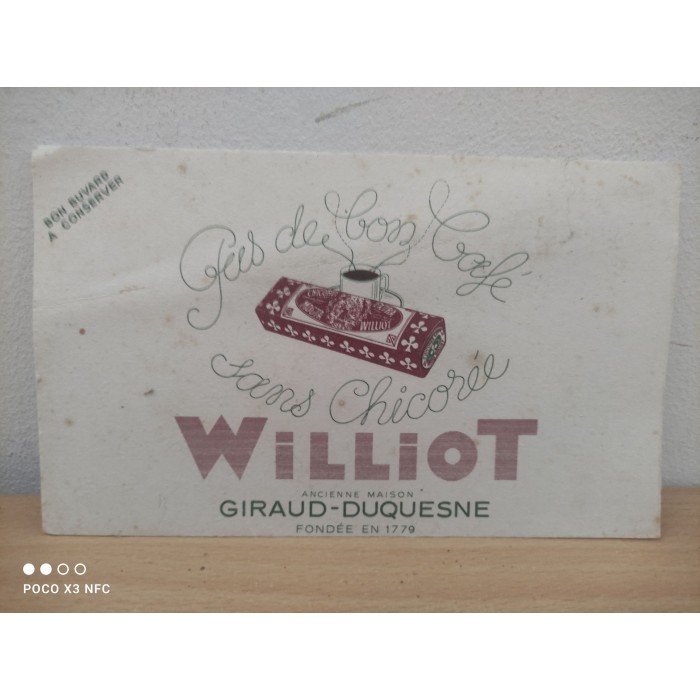 BON BUVARD
A CONSERVER
Pas de bon Café
CHICORÉE
WILLIOT
sans Chicorée
WiLLioT
ANCIENNE MAISON
GIRAUD-DUQUESNE
FONDÉE EN 1779
POCO X3 NFC